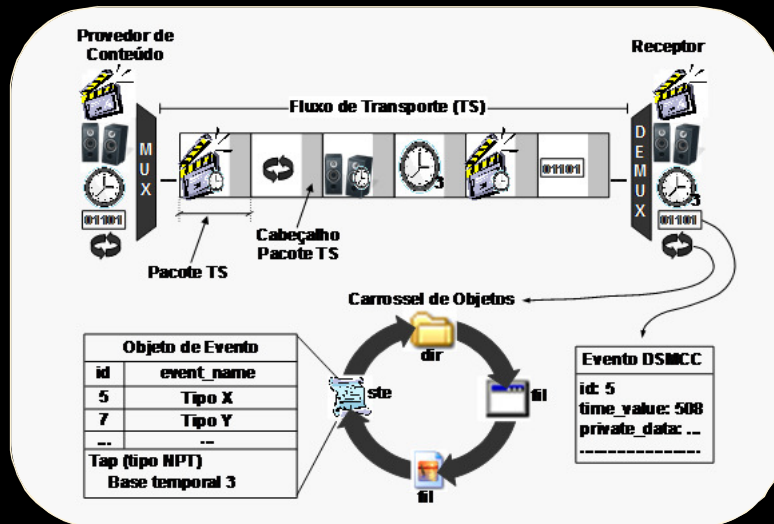 Provedor de
Conteúdo
Receptor
Fluxo de Transporte (TS)
MUX
DEMUX
01101
3
01101
3
01101
Cabeçalho
Pacote TS
Pacote TS
Carrossel de Objetos
dir
ste
fil
fil
Objeto de Evento
id event_name
5 Tipo X
7 Tipo Y
... ...
Tap (tipo NPT)
Base temporal 3
Evento DSMCC
id: 5
time_value: 508
private_data: ...